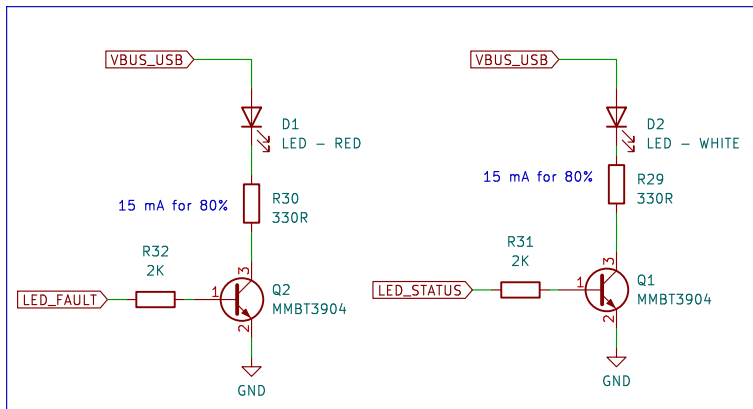 VBUS_USB
D1
LED - RED
15 mA for 80%
R30
330R
R32
2K
LED_FAULT
1
3
2
Q2
MMBT3904
GND
VBUS_USB
D2
LED - WHITE
15 mA for 80%
R29
330R
R31
2K
LED_STATUS
1
3
2
Q1
MMBT3904
GND